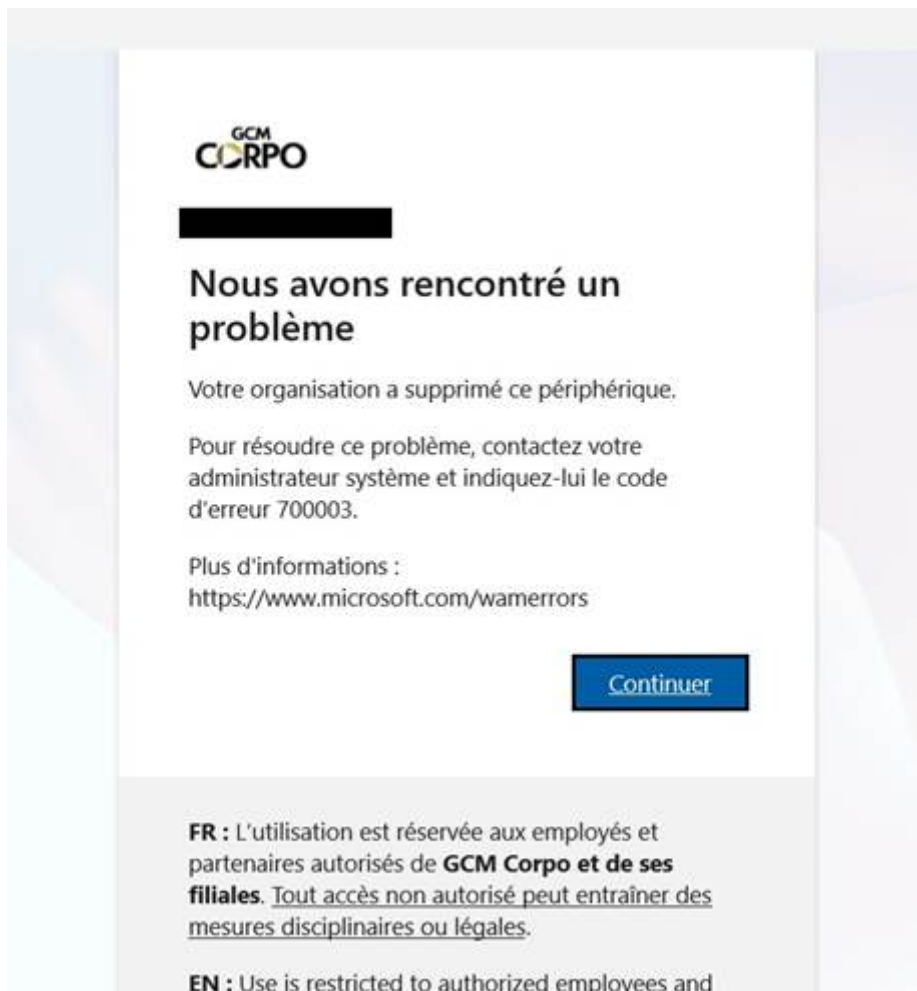 GCM
CORPO
Nous avons rencontré un
problème
Votre organisation a supprimé ce périphérique.
Pour résoudre ce problème, contactez votre
administrateur système et indiquez-lui le code
d'erreur 700003.
Plus d'informations :
https://www.microsoft.com/wamerrors
Continuer
FR : L'utilisation est réservée aux employés et
partenaires autorisés de GCM Corpo et de ses
filiales. Tout accès non autorisé peut entraîner des
mesures disciplinaires ou légales.
EN : Use is restricted to authorized employees and